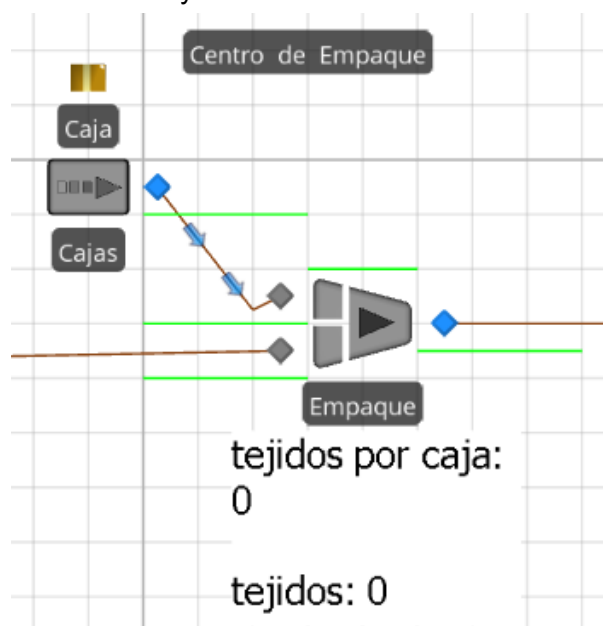 Centro de Empaque
Caja
Cajas
Empaque
tejidos por caja:
0
tejidos: 0